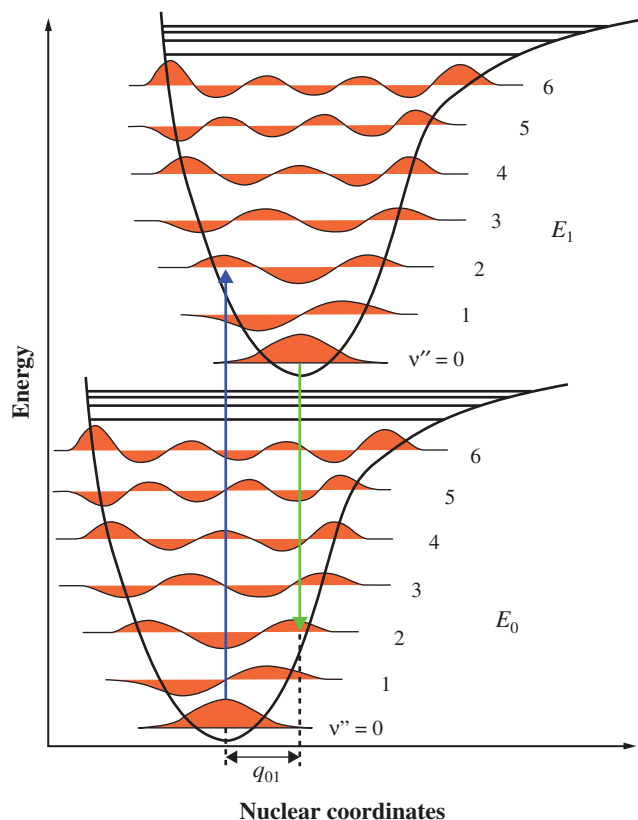 6
5
4
3
E1
2
1
ν″ = 0
Energy
6
5
4
3
E0
2
1
ν” = 0
q01
Nuclear coordinates